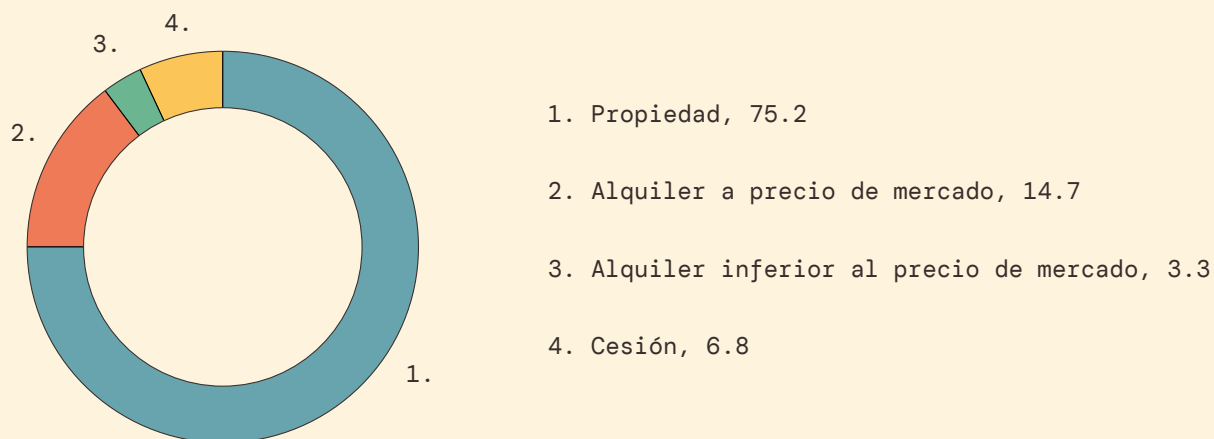 4.
3.
2.
1.
1. Propiedad, 75.2
2. Alquiler a precio de mercado, 14.7
3. Alquiler inferior al precio de mercado, 3.3
4. Cesión, 6.8